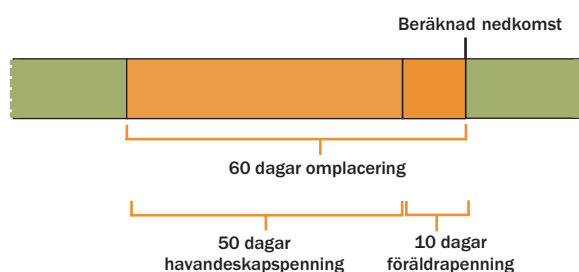 Beräknad nedkomst
60 dagar omplacering
50 dagar
havandeskapspenning
10 dagar
föräldrapenning